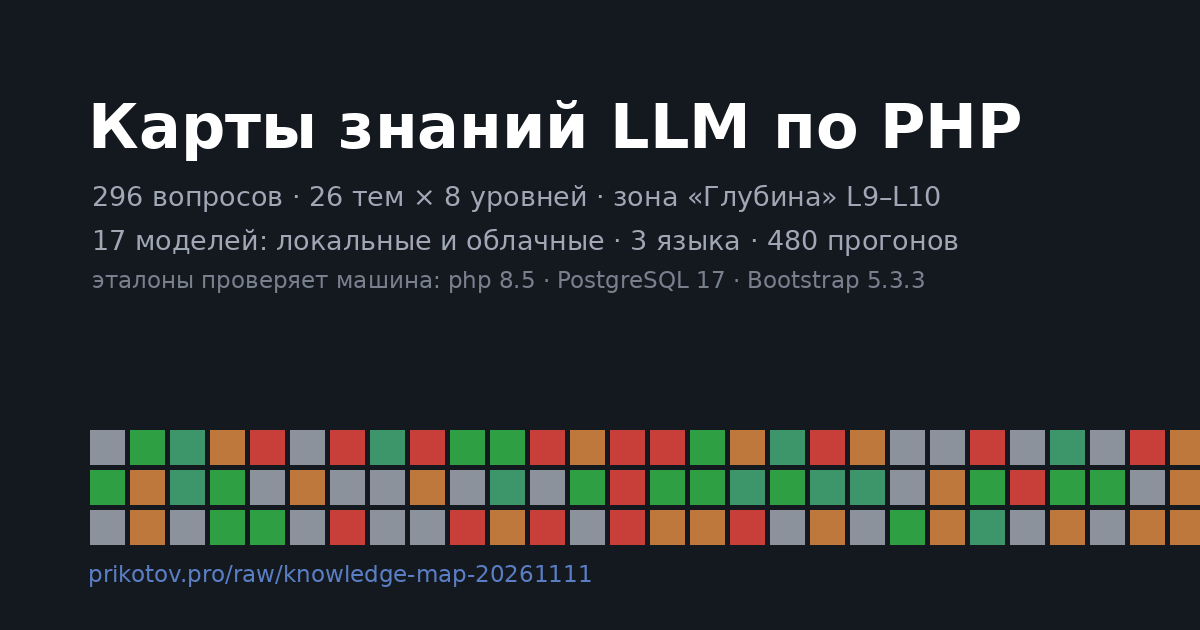 Карты знаний LLM по PHP
296 вопросов · 26 тем × 8 уровней · зона «Глубина» L9–L10
17 моделей: локальные и облачные · 3 языка · 480 прогонов
эталоны проверяет машина: php 8.5 · PostgreSQL 17 · Bootstrap 5.3.3
prikotov.pro/raw/knowledge-map-20261111